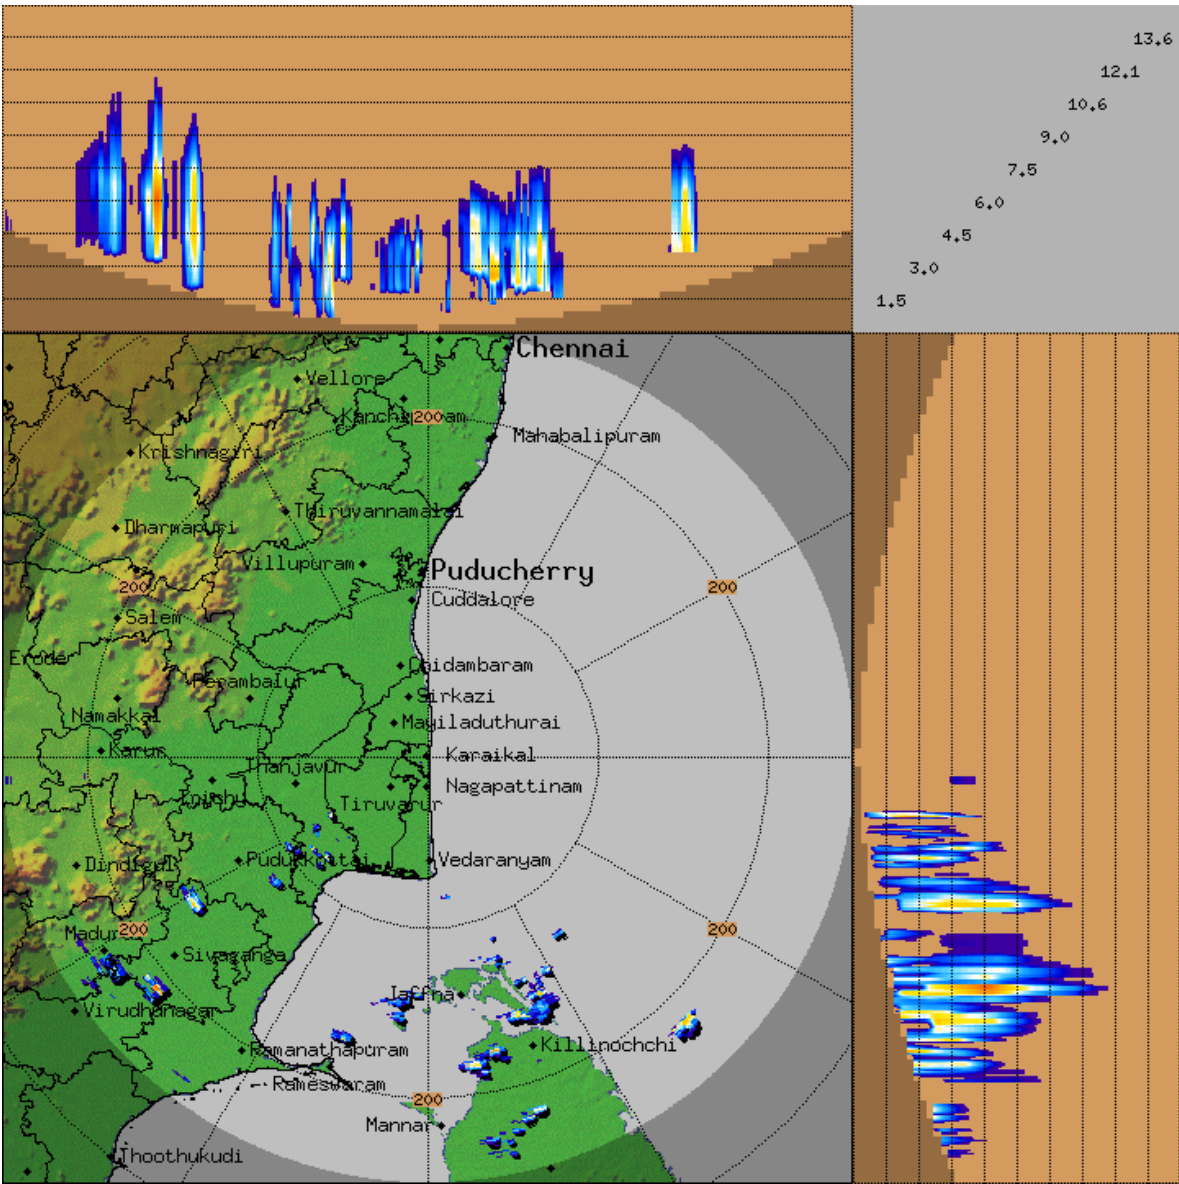 13.6
12.1
10.6
9.0
7.5
6.0
4.5
3.0
1.5
Chennai
Vellore
200
Mahabalipuram
Krishnagiri
Thiruvannamalai
Dharmapuri
Villupuram
Puducherry
200
200
Cuddalore
Salem
Erode
Chidambaram
Perambalur
Sirkazi
Namakkal
Mayiladuthurai
Karur
Karaikal
Thanjavur
Nagapattinam
Tiruvarur
Dindigul
Pudukkottai
Vedaranyam
200
200
Sivaganga
Jaffna
Virudhunagar
Killinochchi
Ramanathapuram
Rameswaram
200
Mannar
Thoothukudi